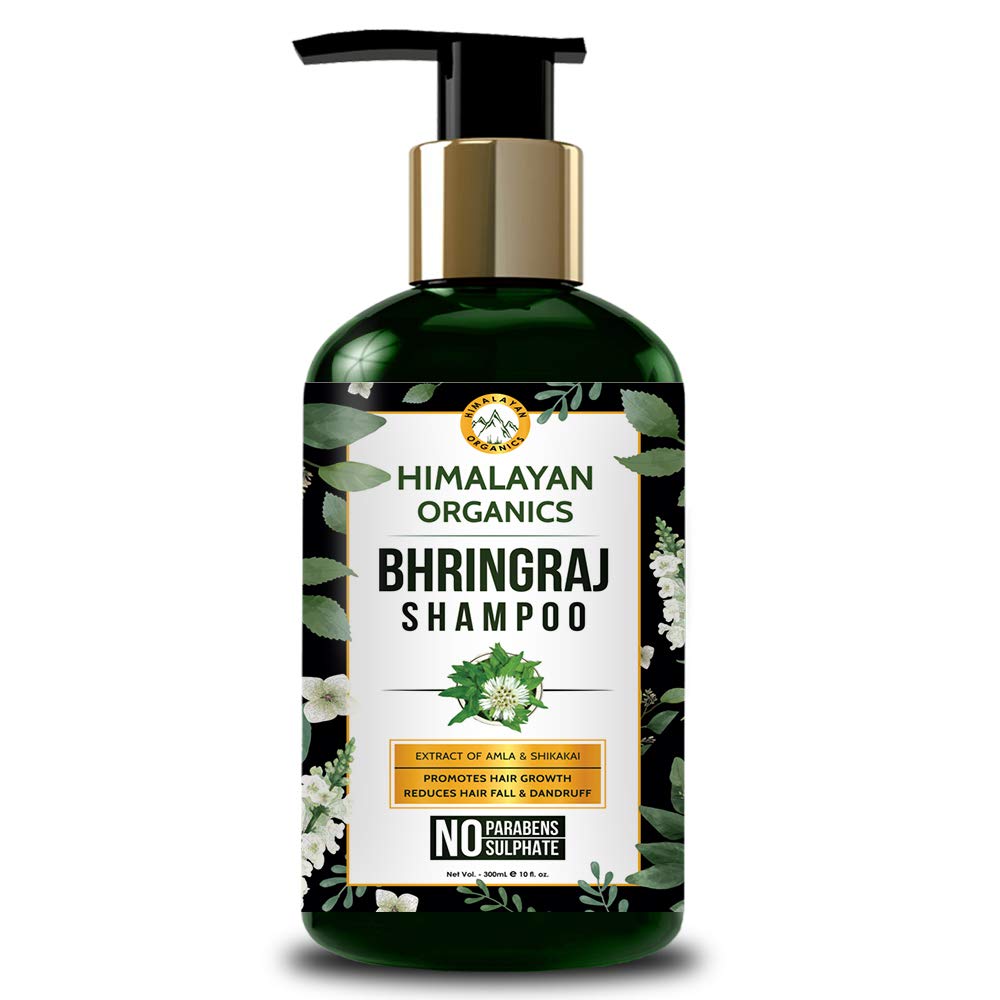 HIMALAYAN
ORGANICS
HIMALAYAN
ORGANICS
BHRINGRAJ
SHAMPOO
EXTRACT OF AMLA & SHIKAKAI
PROMOTES HAIR GROWTH
REDUCES HAIR FALL & DANDRUFF
NO PARABENS
SULPHATE
Net Vol. - 300mL ℮ 10 fl. oz.